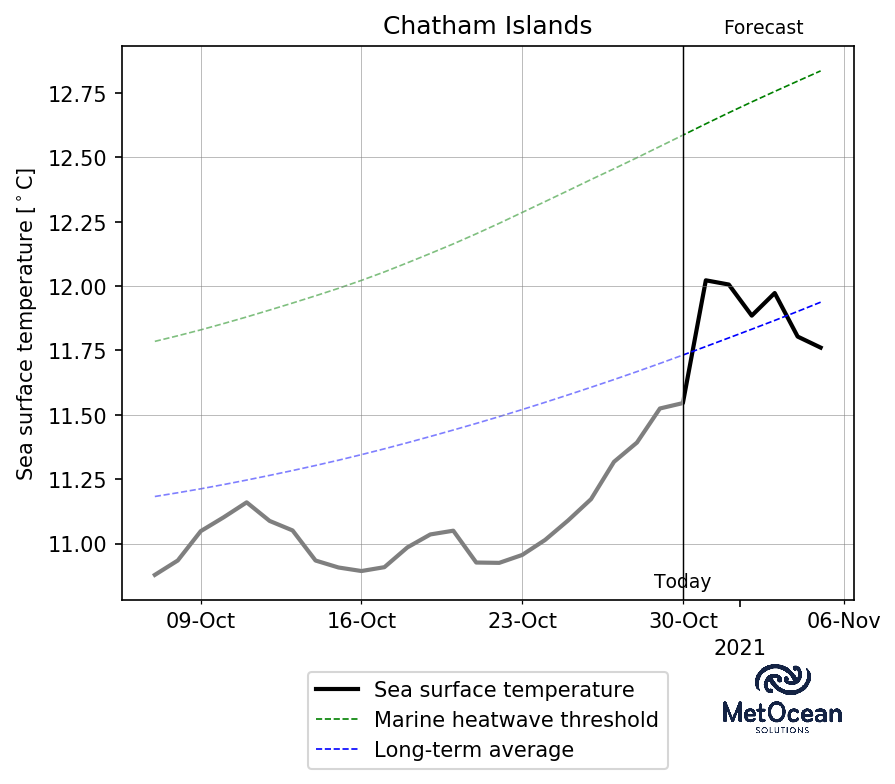 Chatham Islands
Forecast
Sea surface temperature [°C]
12.75
12.50
12.25
12.00
11.75
11.50
11.25
11.00
Today
09-Oct
16-Oct
23-Oct
30-Oct
06-Nov
2021
Sea surface temperature
Marine heatwave threshold
Long-term average
MetOcean
SOLUTIONS